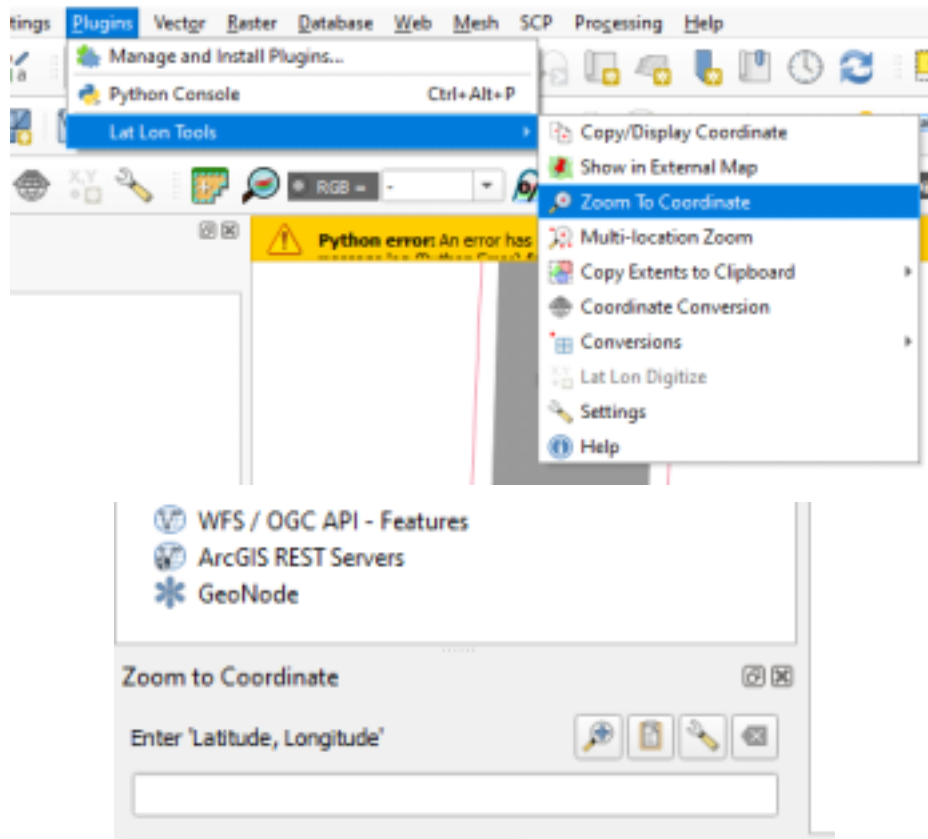 tings Plugins Vector Raster Database Web Mesh SCP Processing Help
a
Manage and Install Plugins...
Python Console Ctrl+Alt+P
Lat Lon Tools
Copy/Display Coordinate
Show in External Map
X,Y RGB = -
Zoom To Coordinate
Python error: An error has
Multi-location Zoom
Copy Extents to Clipboard
Coordinate Conversion
Conversions
Lat Lon Digitize
Settings
Help
WFS / OGC API - Features
ArcGIS REST Servers
GeoNode
Zoom to Coordinate
Enter 'Latitude, Longitude'